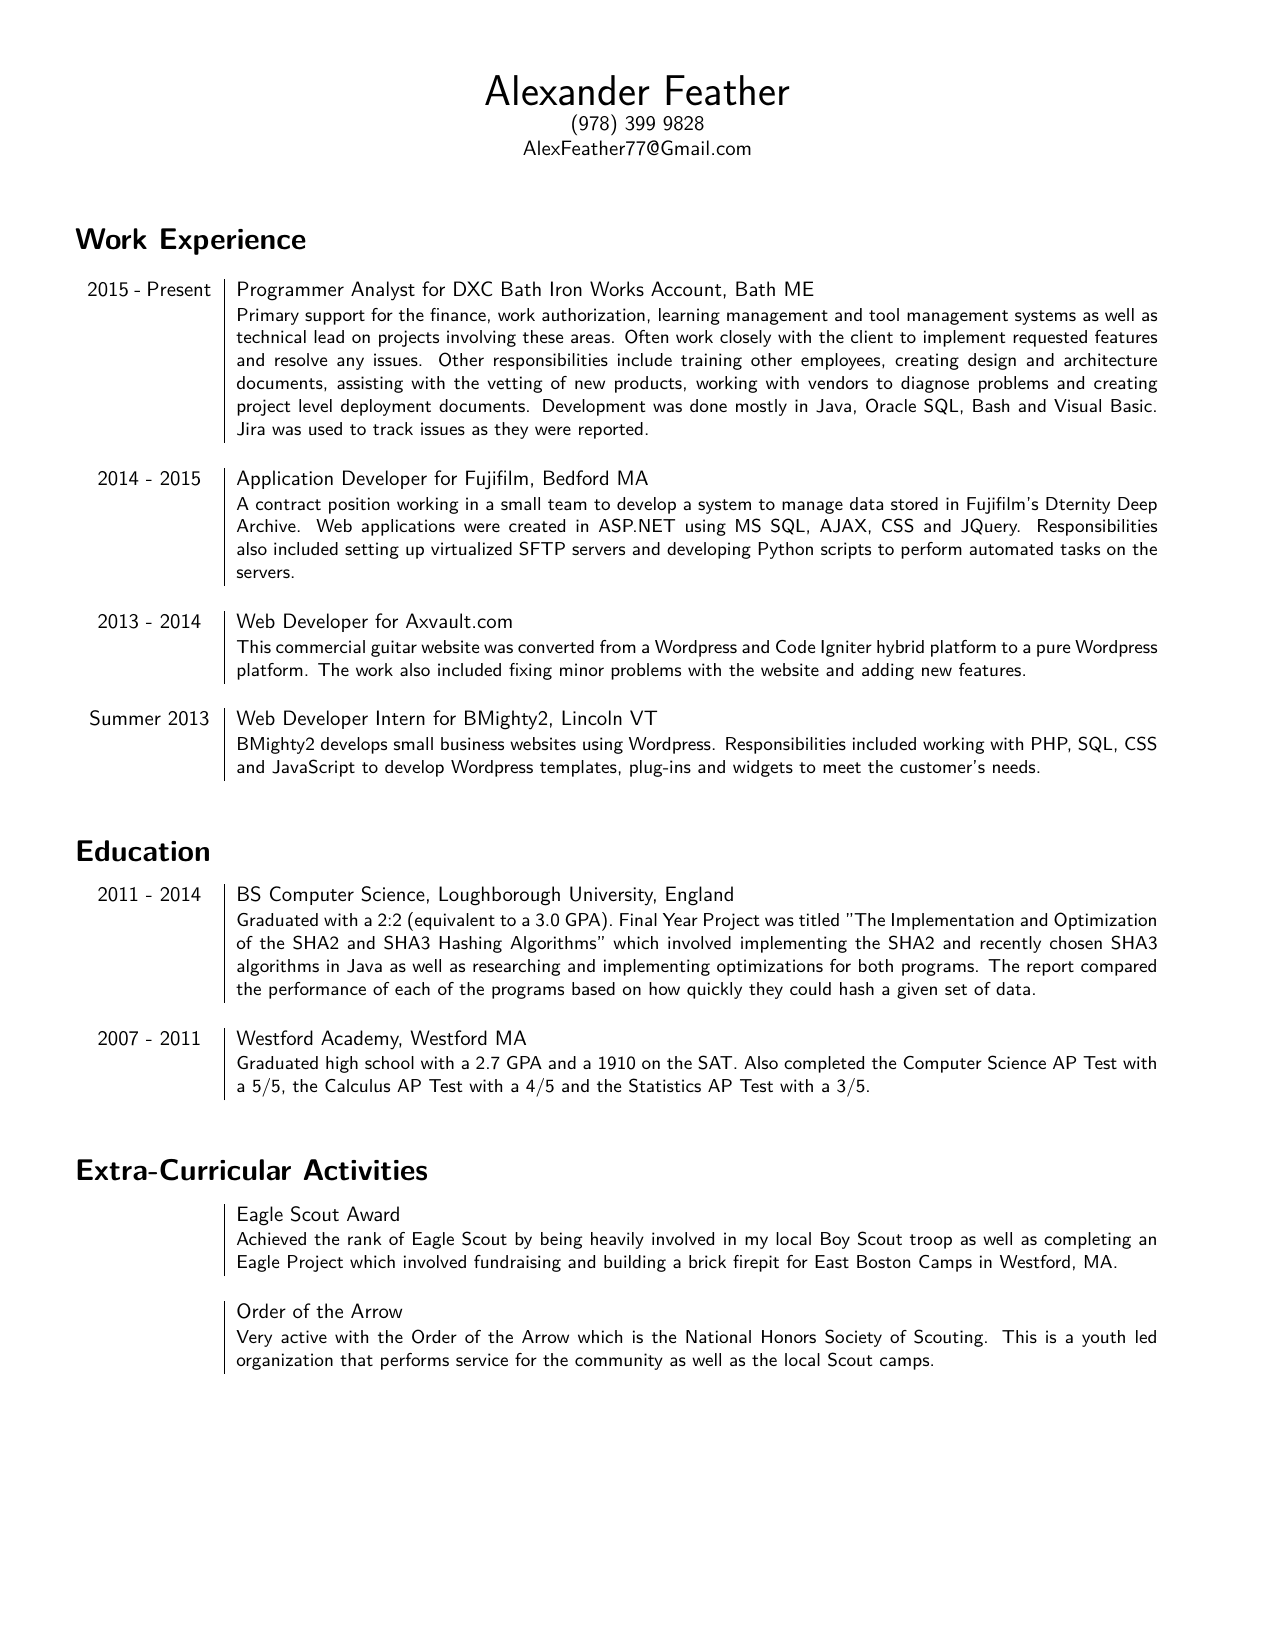 Alexander Feather
(978) 399 9828
AlexFeather77@Gmail.com
Work Experience
2015 - Present
Programmer Analyst for DXC Bath Iron Works Account, Bath ME
Primary support for the finance, work authorization, learning management and tool management systems as well as
technical lead on projects involving these areas. Often work closely with the client to implement requested features
and resolve any issues. Other responsibilities include training other employees, creating design and architecture
documents, assisting with the vetting of new products, working with vendors to diagnose problems and creating
project level deployment documents. Development was done mostly in Java, Oracle SQL, Bash and Visual Basic.
Jira was used to track issues as they were reported.
2014 - 2015
Application Developer for Fujifilm, Bedford MA
A contract position working in a small team to develop a system to manage data stored in Fujifilm's Dternity Deep
Archive. Web applications were created in ASP.NET using MS SQL, AJAX, CSS and JQuery. Responsibilities
also included setting up virtualized SFTP servers and developing Python scripts to perform automated tasks on the
servers.
2013 - 2014
Web Developer for Axvault.com
This commercial guitar website was converted from a Wordpress and Code Igniter hybrid platform to a pure Wordpress
platform. The work also included fixing minor problems with the website and adding new features.
Summer 2013
Web Developer Intern for BMighty2, Lincoln VT
BMighty2 develops small business websites using Wordpress. Responsibilities included working with PHP, SQL, CSS
and JavaScript to develop Wordpress templates, plug-ins and widgets to meet the customer's needs.
Education
2011 - 2014
BS Computer Science, Loughborough University, England
Graduated with a 2:2 (equivalent to a 3.0 GPA). Final Year Project was titled "The Implementation and Optimization
of the SHA2 and SHA3 Hashing Algorithms" which involved implementing the SHA2 and recently chosen SHA3
algorithms in Java as well as researching and implementing optimizations for both programs. The report compared
the performance of each of the programs based on how quickly they could hash a given set of data.
2007 - 2011
Westford Academy, Westford MA
Graduated high school with a 2.7 GPA and a 1910 on the SAT. Also completed the Computer Science AP Test with
a 5/5, the Calculus AP Test with a 4/5 and the Statistics AP Test with a 3/5.
Extra-Curricular Activities
Eagle Scout Award
Achieved the rank of Eagle Scout by being heavily involved in my local Boy Scout troop as well as completing an
Eagle Project which involved fundraising and building a brick firepit for East Boston Camps in Westford, MA.
Order of the Arrow
Very active with the Order of the Arrow which is the National Honors Society of Scouting. This is a youth led
organization that performs service for the community as well as the local Scout camps.